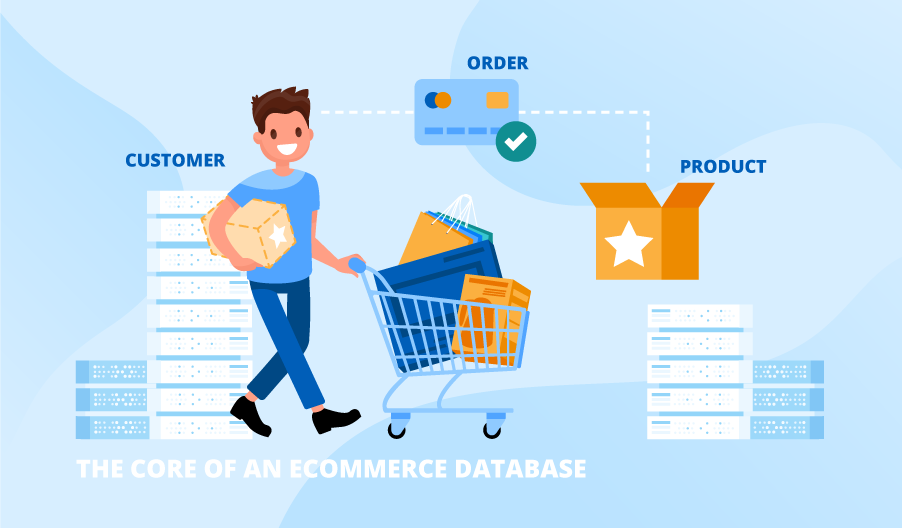 ORDER
CUSTOMER
PRODUCT
THE CORE OF AN ECOMMERCE DATABASE